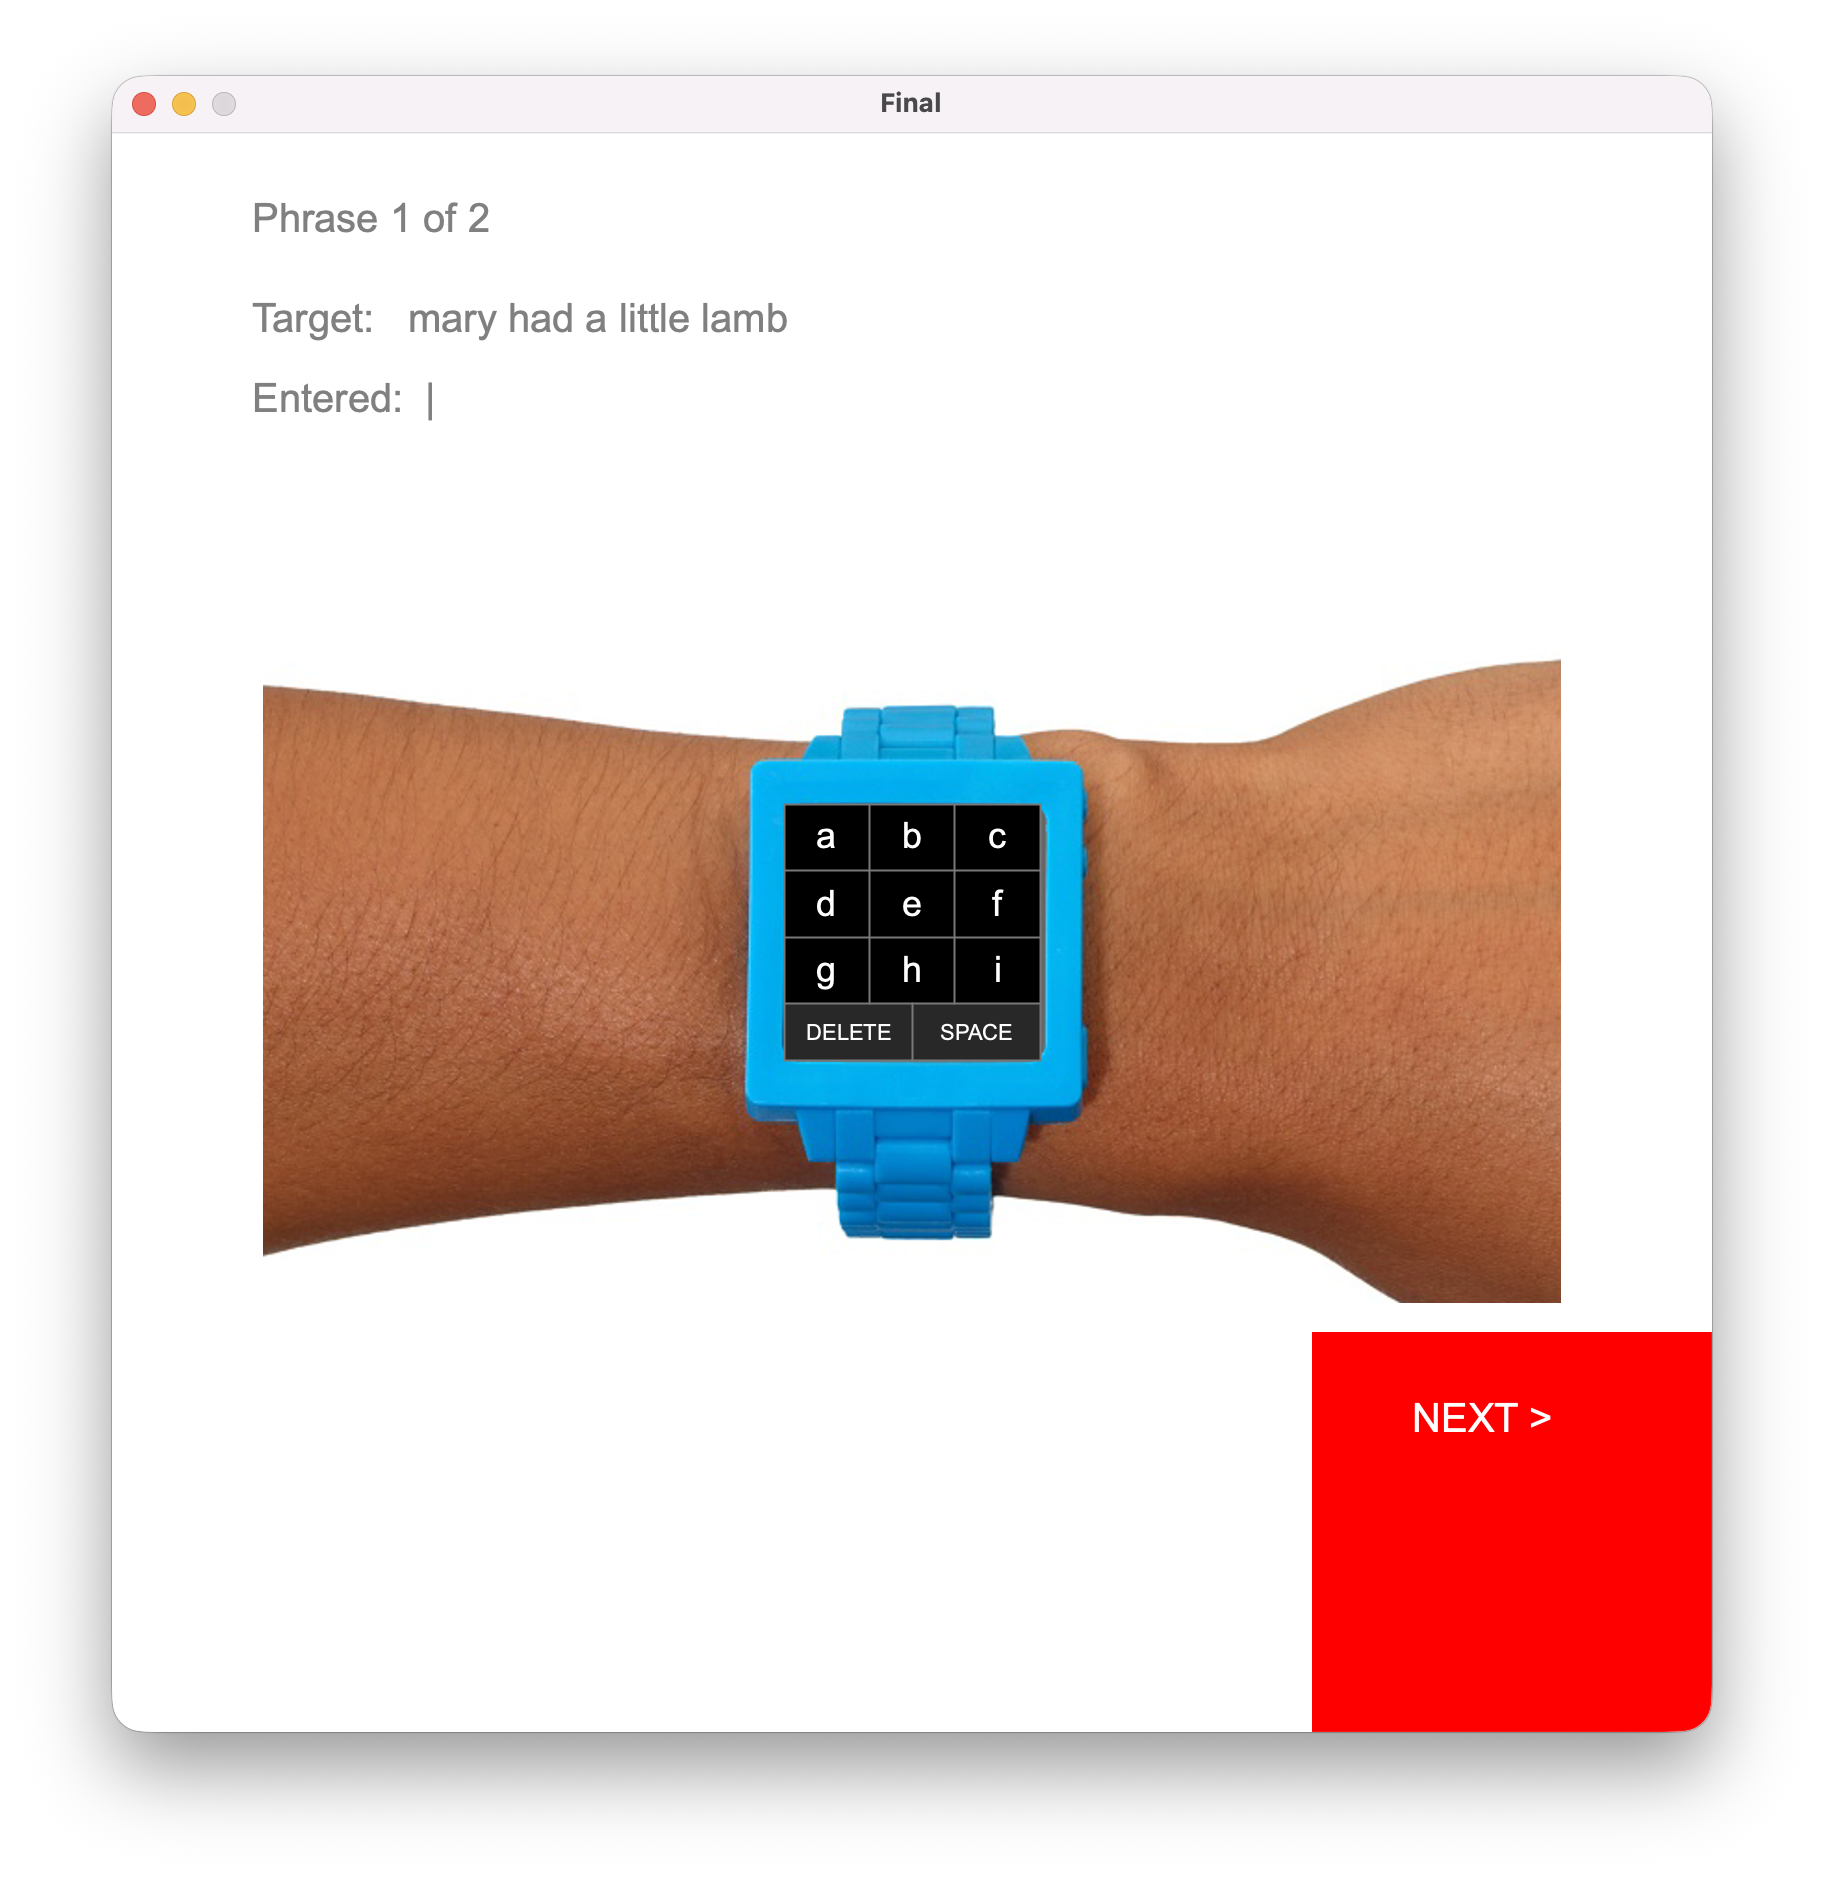 Final
Phrase 1 of 2
Target: mary had a little lamb
Entered: |
a b c
d e f
g h i
DELETE SPACE
NEXT >